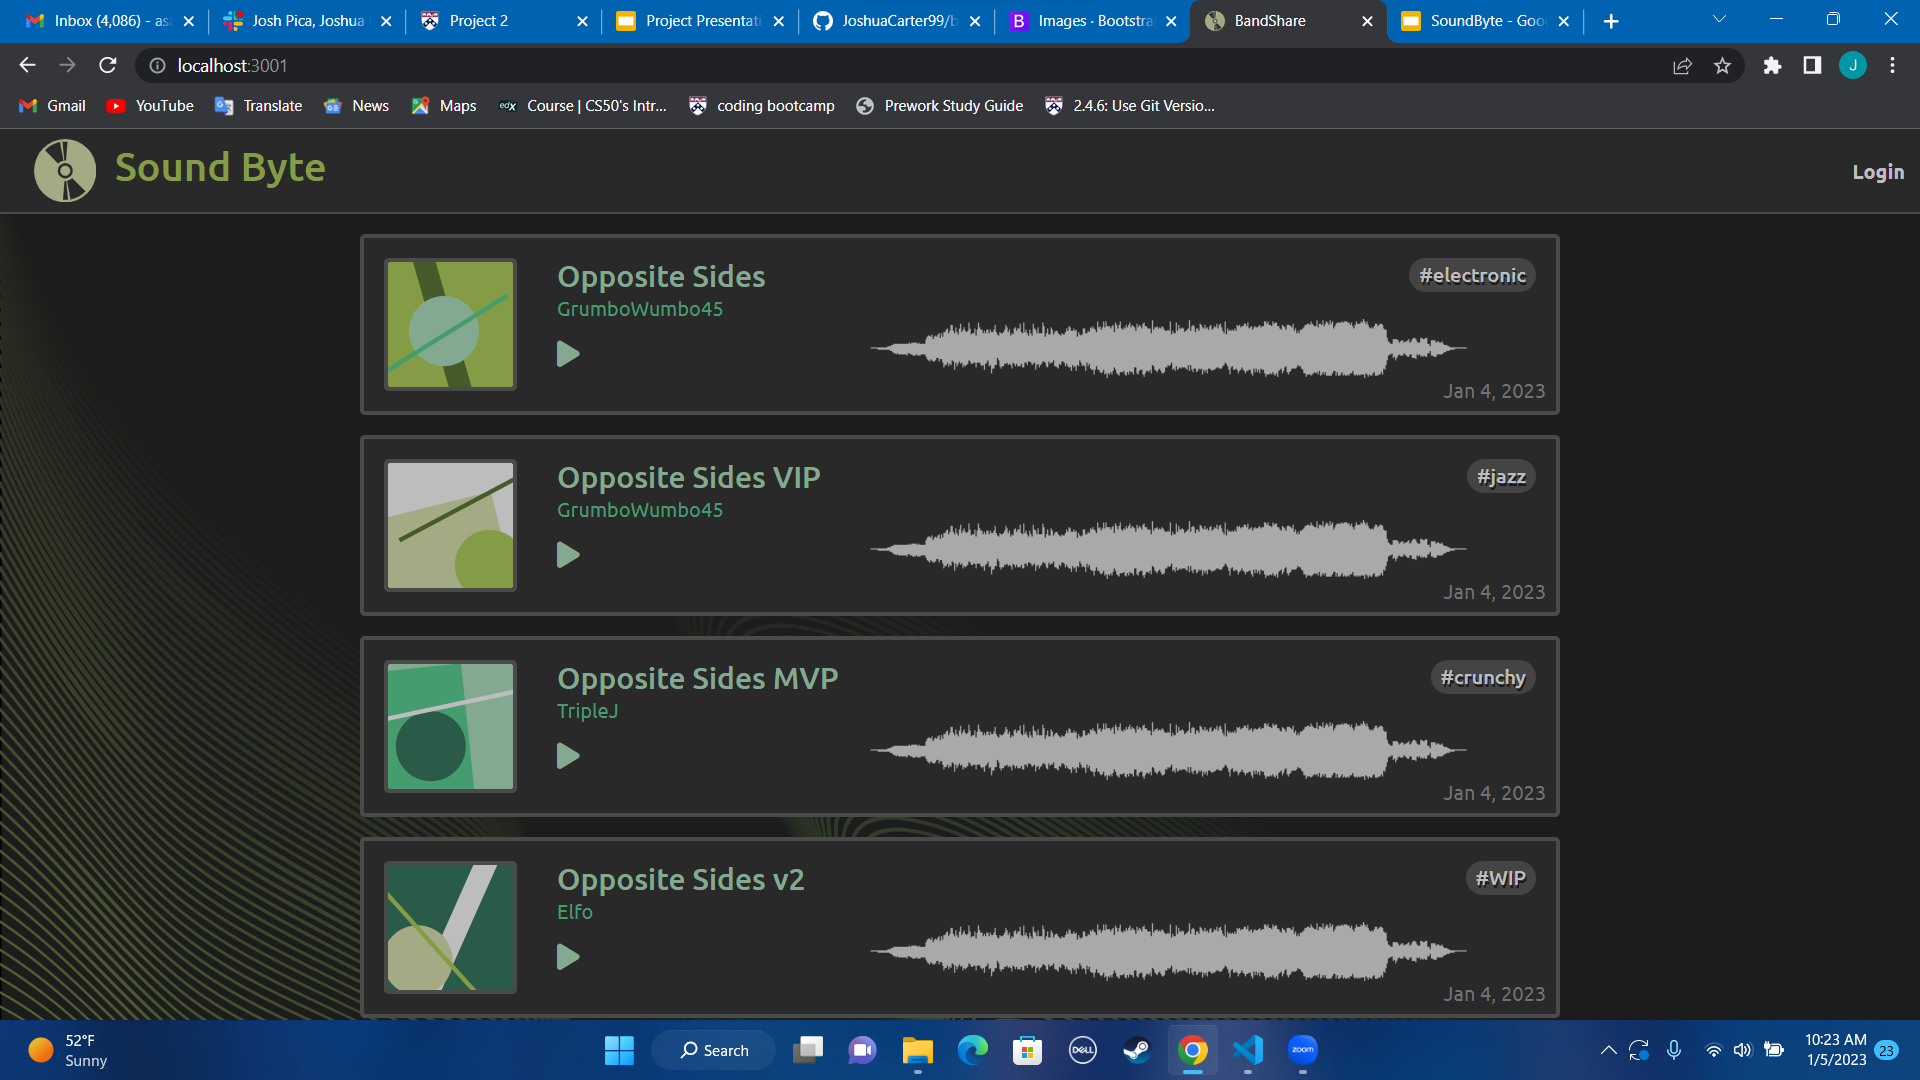 Inbox (4,086) - as
Josh Pica, Joshua
Project 2
Project Presentati
JoshuaCarter99/b
Images · Bootstra
BandShare
SoundByte - Goo
localhost:3001
J
Gmail
YouTube
Translate
News
Maps
edX
Course | CS50's Intr...
coding bootcamp
Prework Study Guide
2.4.6: Use Git Versio...
Sound Byte
Login
Opposite Sides
#electronic
GrumboWumbo45
Jan 4, 2023
Opposite Sides VIP
#jazz
GrumboWumbo45
Jan 4, 2023
Opposite Sides MVP
#crunchy
TripleJ
Jan 4, 2023
Opposite Sides v2
#WIP
Elfo
Jan 4, 2023
52°F
Sunny
Search
DELL
zoom
10:23 AM
1/5/2023
23